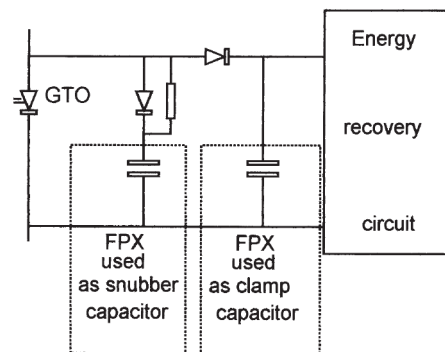 Energy
GTO
recovery
circuit
FPX
used
as snubber
capacitor
FPX
used
as clamp
capacitor